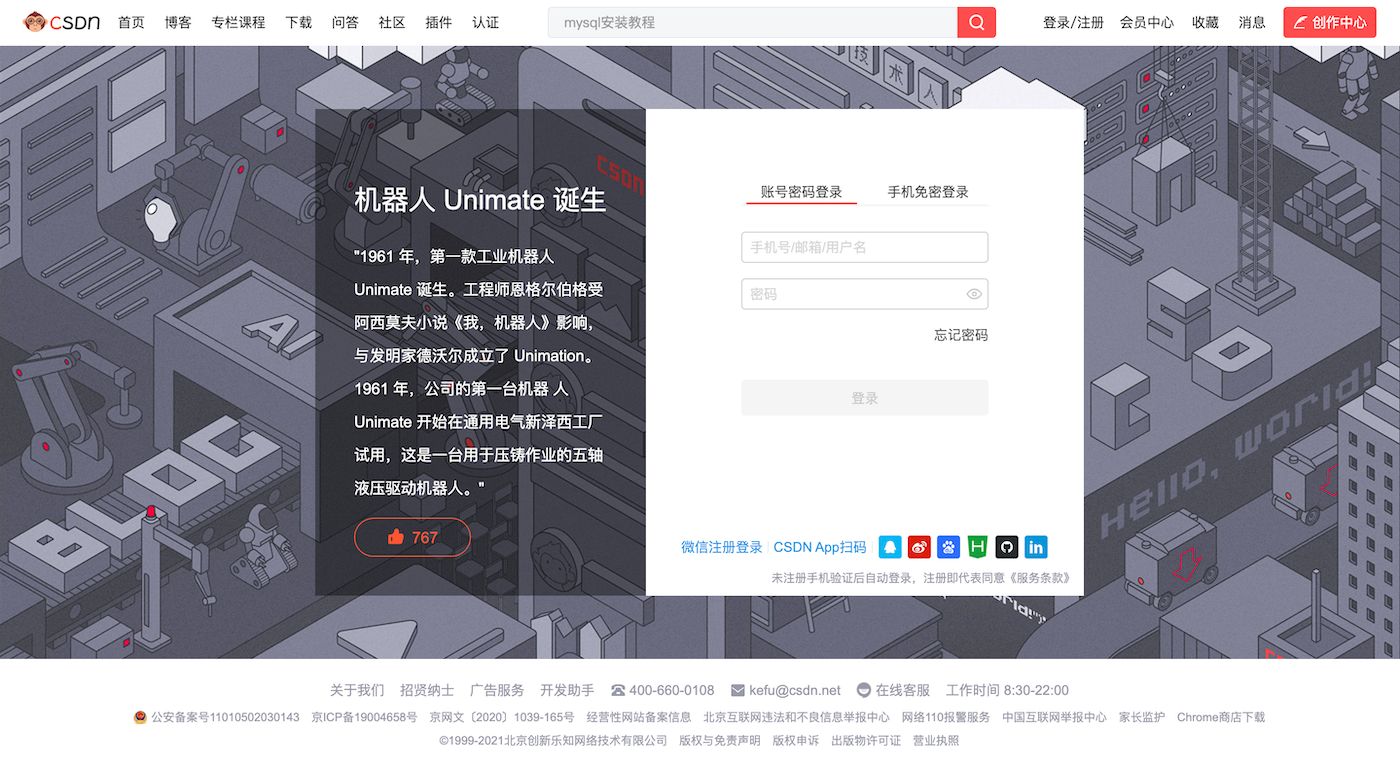 CSDN 首页 博客 专栏课程 下载 问答 社区 插件 认证 mysql安装教程 登录/注册 会员中心 收藏 消息 创作中心
技 术 人
CSDN
机器人 Unimate 诞生
"1961 年，第一款工业机器人
Unimate 诞生。工程师恩格尔伯格受
阿西莫夫小说《我，机器人》影响，
与发明家德沃尔成立了 Unimation。
1961 年，公司的第一台机器 人
Unimate 开始在通用电气新泽西工厂
试用，这是一台用于压铸作业的五轴
液压驱动机器人。"
767
账号密码登录 手机免密登录
手机号/邮箱/用户名
密码
忘记密码
登录
微信注册登录 CSDN App扫码
未注册手机验证后自动登录，注册即代表同意《服务条款》
AI
BLOG
CSDN
Hello, world!
关于我们 招贤纳士 广告服务 开发助手 400-660-0108 kefu@csdn.net 在线客服 工作时间 8:30-22:00
公安备案号11010502030143 京ICP备19004658号 京网文〔2020〕1039-165号 经营性网站备案信息 北京互联网违法和不良信息举报中心 网络110报警服务 中国互联网举报中心 家长监护 Chrome商店下载
©1999-2021北京创新乐知网络技术有限公司 版权与免责声明 版权申诉 出版物许可证 营业执照